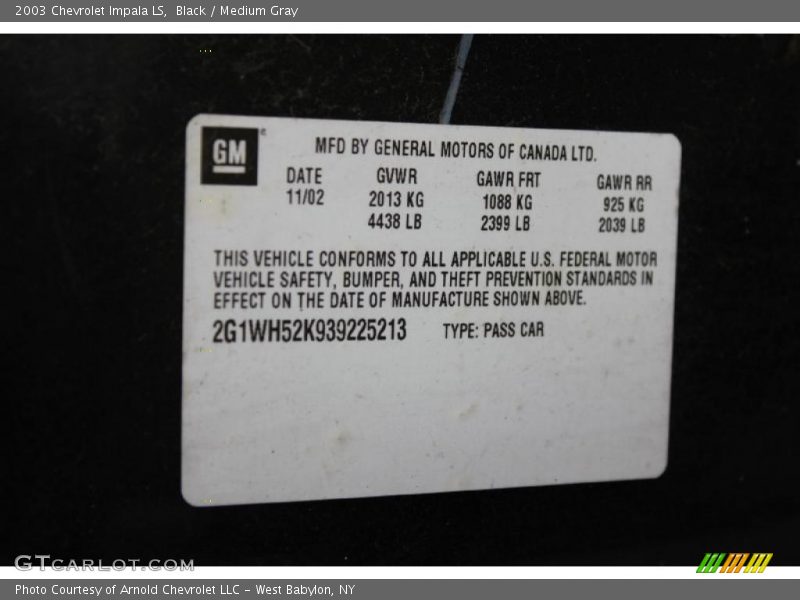 2003 Chevrolet Impala LS, Black / Medium Gray
GM
MFD BY GENERAL MOTORS OF CANADA LTD.
DATE GVWR GAWR FRT GAWR RR
11/02 2013 KG 1088 KG 925 KG
4438 LB 2399 LB 2039 LB
THIS VEHICLE CONFORMS TO ALL APPLICABLE U.S. FEDERAL MOTOR
VEHICLE SAFETY, BUMPER, AND THEFT PREVENTION STANDARDS IN
EFFECT ON THE DATE OF MANUFACTURE SHOWN ABOVE.
2G1WH52K939225213 TYPE: PASS CAR
GTCARLOT.COM
Photo Courtesy of Arnold Chevrolet LLC - West Babylon, NY